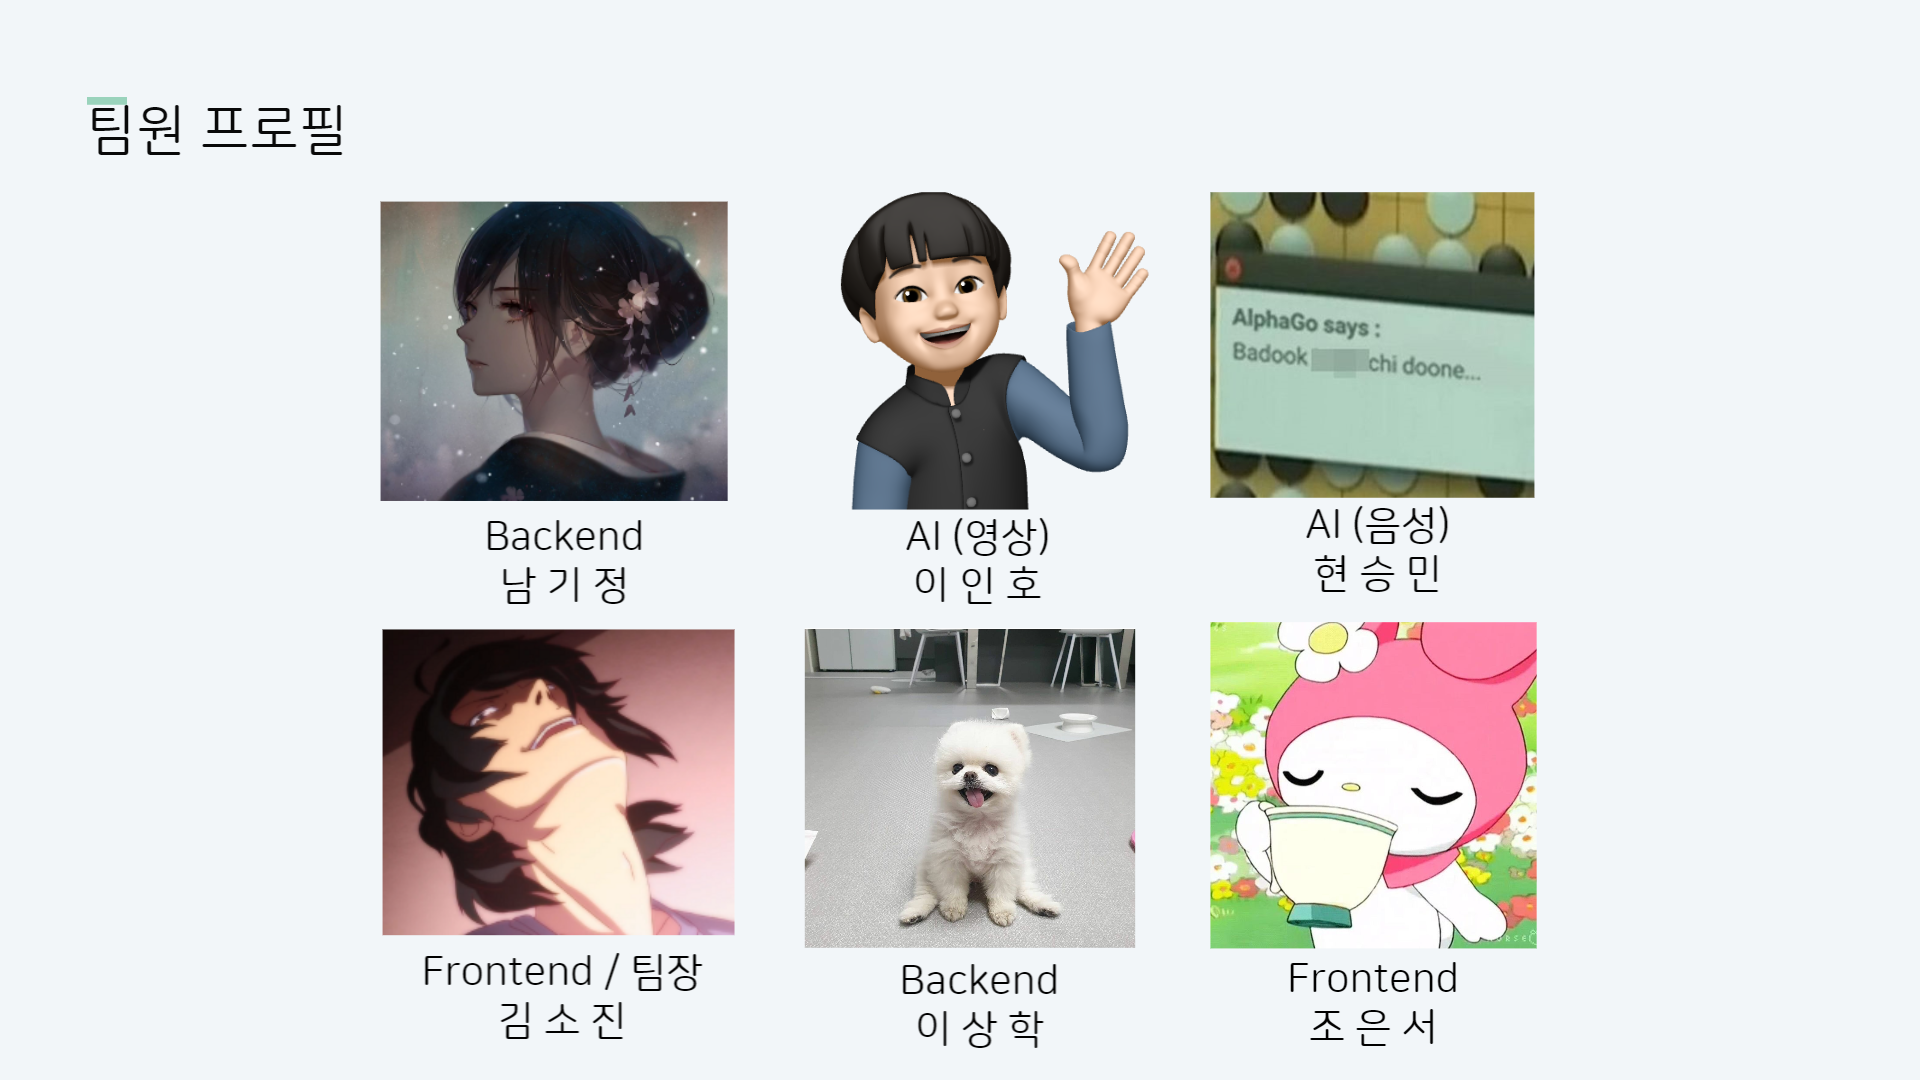 팀원 프로필
AlphaGo says :
Badook chi doone...
Backend
남 기 정
AI (영상)
이 인 호
AI (음성)
현 승 민
Frontend / 팀장
김 소 진
Backend
이 상 학
Frontend
조 은 서